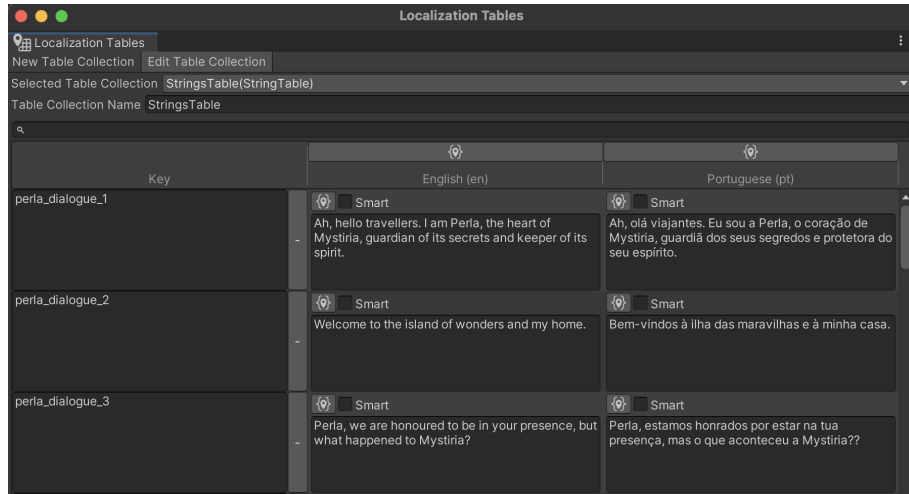 Localization Tables
Localization Tables
New Table Collection Edit Table Collection
Selected Table Collection StringsTable(StringTable)
Table Collection Name StringsTable
Key English (en) Portuguese (pt)
perla_dialogue_1
Smart
Ah, hello travellers. I am Perla, the heart of
Mystiria, guardian of its secrets and keeper of its
spirit.
Smart
Ah, olá viajantes. Eu sou a Perla, o coração de
Mystiria, guardiã dos seus segredos e protetora do
seu espírito.
-
perla_dialogue_2
Smart
Welcome to the island of wonders and my home.
Smart
Bem-vindos à ilha das maravilhas e à minha casa.
-
perla_dialogue_3
Smart
Perla, we are honoured to be in your presence, but
what happened to Mystiria?
Smart
Perla, estamos honrados por estar na tua
presença, mas o que aconteceu a Mystiria??
-